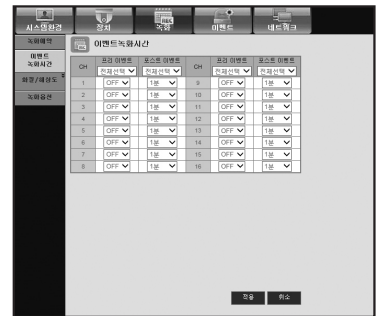 시스템환경 장치 녹화 이벤트 네트워크
REC
녹화예약
이벤트
녹화시간
화질/해상도
녹화옵션
이벤트녹화시간
CH 프리 이벤트 포스트 이벤트 CH 프리 이벤트 포스트 이벤트
전체선택 전체선택 전체선택 전체선택
1 OFF 1분 9 OFF 1분
2 OFF 1분 10 OFF 1분
3 OFF 1분 11 OFF 1분
4 OFF 1분 12 OFF 1분
5 OFF 1분 13 OFF 1분
6 OFF 1분 14 OFF 1분
7 OFF 1분 15 OFF 1분
8 OFF 1분 16 OFF 1분
적용 취소